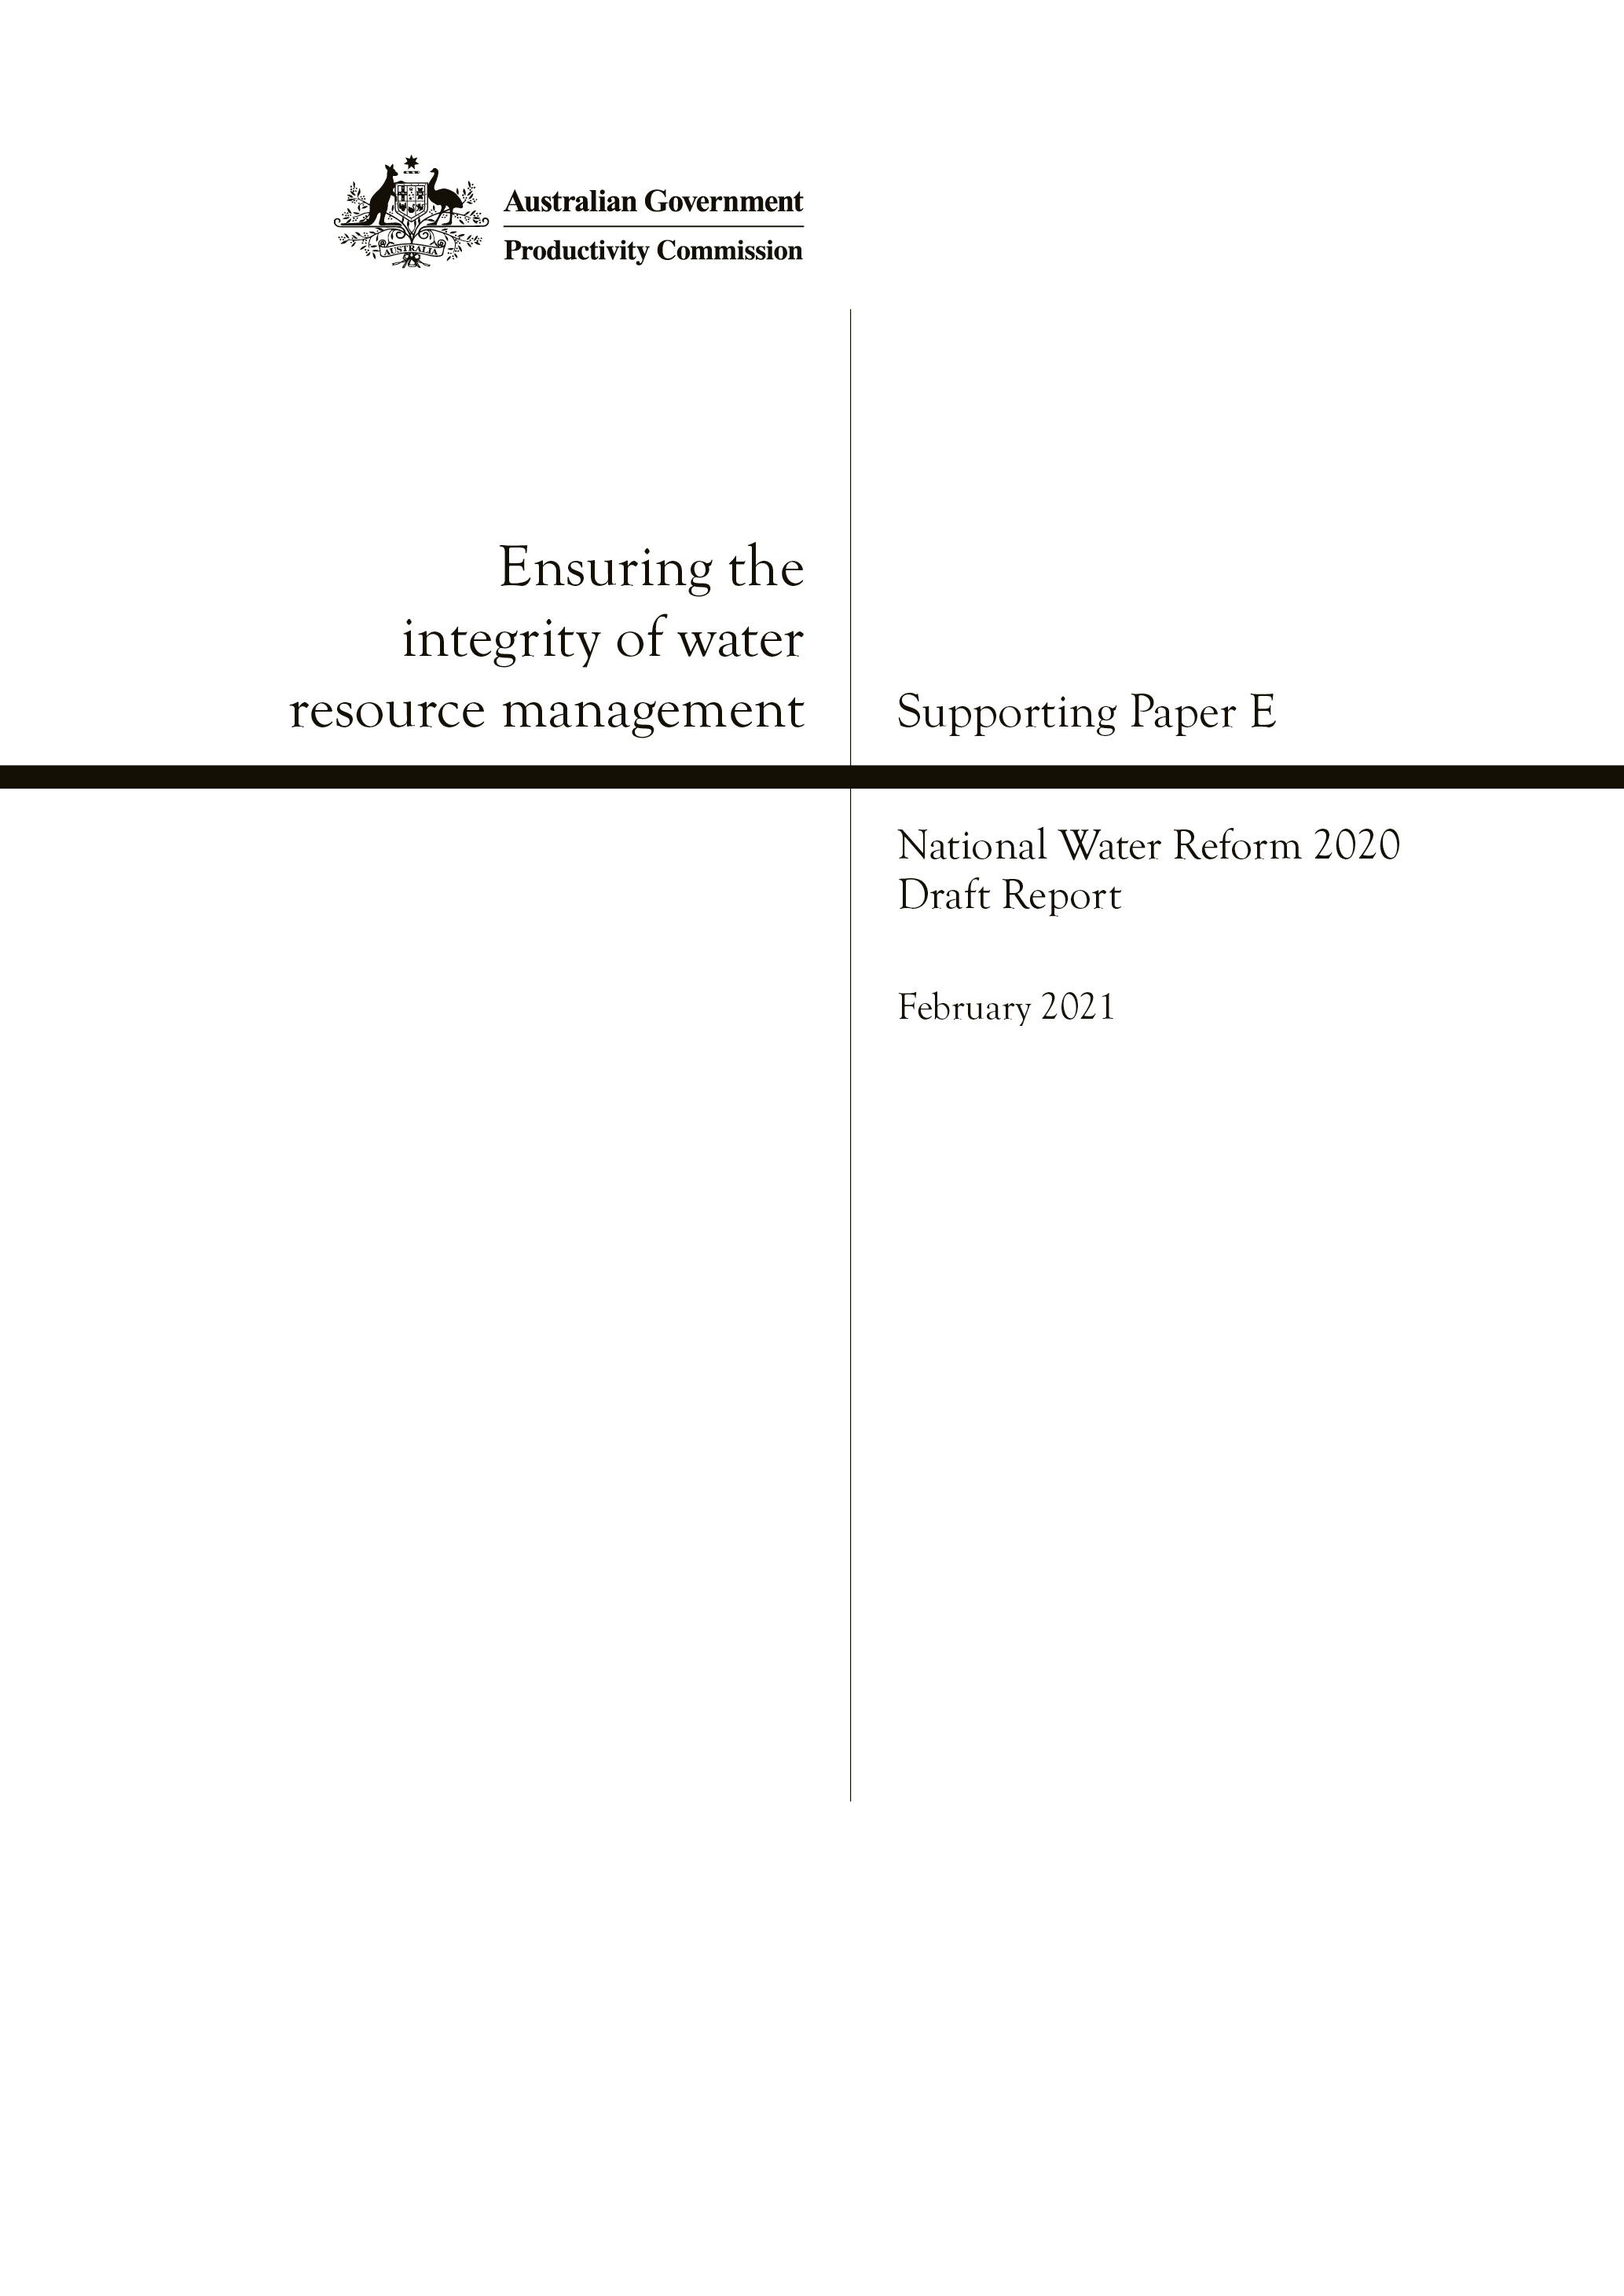 AUSTRALIA
Australian Government
Productivity Commission
Ensuring the
integrity of water
resource management
Supporting Paper E
National Water Reform 2020
Draft Report
February 2021